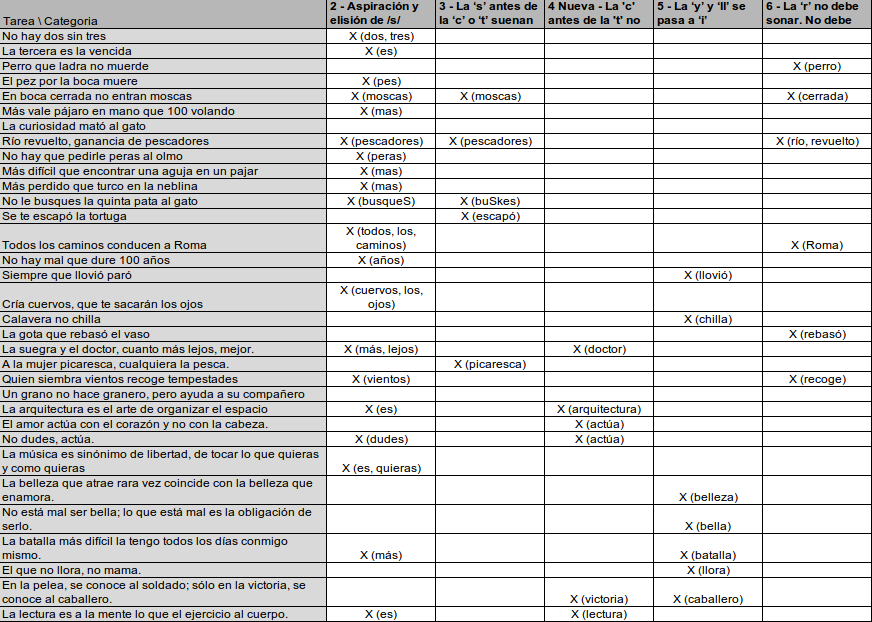 Tarea \ Categoria
2 - Aspiración y elisión de /s/
3 - La ‘s’ antes de la ‘c’ o ‘t’ suenan
4 Nueva - La 'c' antes de la 't' no
5 - La ‘y’ y ‘ll’ se pasa a ‘i’
6 - La ‘r’ no debe sonar. No debe
No hay dos sin tres X (dos, tres)
La tercera es la vencida X (es)
Perro que ladra no muerde X (perro)
El pez por la boca muere X (pes)
En boca cerrada no entran moscas X (moscas) X (moscas) X (cerrada)
Más vale pájaro en mano que 100 volando X (mas)
La curiosidad mató al gato
Río revuelto, ganancia de pescadores X (pescadores) X (pescadores) X (río, revuelto)
No hay que pedirle peras al olmo X (peras)
Más difícil que encontrar una aguja en un pajar X (mas)
Más perdido que turco en la neblina X (mas)
No le busques la quinta pata al gato X (busqueS) X (buSkes)
Se te escapó la tortuga X (escapó)
Todos los caminos conducen a Roma X (todos, los, caminos) X (Roma)
No hay mal que dure 100 años X (años)
Siempre que llovió paró X (llovió)
Cría cuervos, que te sacarán los ojos X (cuervos, los, ojos)
Calavera no chilla X (chilla)
La gota que rebasó el vaso X (rebasó)
La suegra y el doctor, cuanto más lejos, mejor. X (más, lejos) X (doctor)
A la mujer picaresca, cualquiera la pesca. X (picaresca)
Quien siembra vientos recoge tempestades X (vientos) X (recoge)
Un grano no hace granero, pero ayuda a su compañero
La arquitectura es el arte de organizar el espacio X (es) X (arquitectura)
El amor actúa con el corazón y no con la cabeza. X (actúa)
No dudes, actúa. X (dudes) X (actúa)
La música es sinónimo de libertad, de tocar lo que quieras
y como quieras X (es, quieras)
La belleza que atrae rara vez coincide con la belleza que
enamora. X (belleza)
No está mal ser bella; lo que está mal es la obligación de
serlo. X (bella)
La batalla más difícil la tengo todos los días conmigo
mismo. X (más) X (batalla)
El que no llora, no mama. X (llora)
En la pelea, se conoce al soldado; sólo en la victoria, se
conoce al caballero. X (victoria) X (caballero)
La lectura es a la mente lo que el ejercicio al cuerpo. X (es) X (lectura)